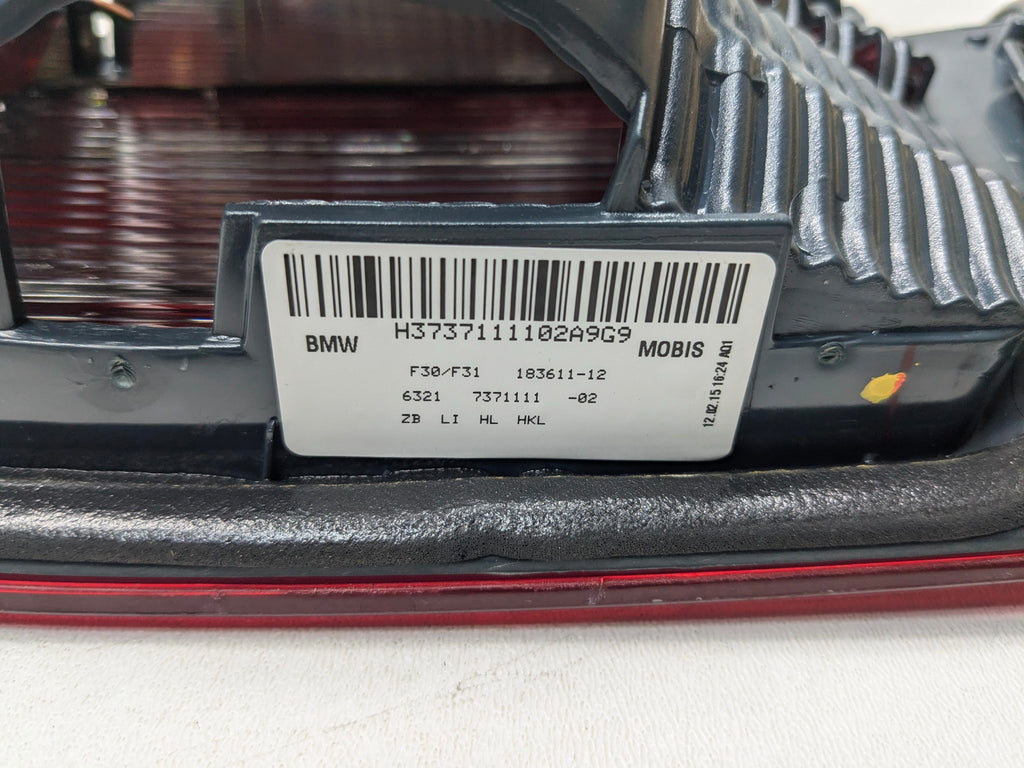 H3737111102A9G9
BMW MOBIS
F30/F31 183611-12
6321 7371111 -02
ZB LI HL HKL
12.02.15 16:24 A01